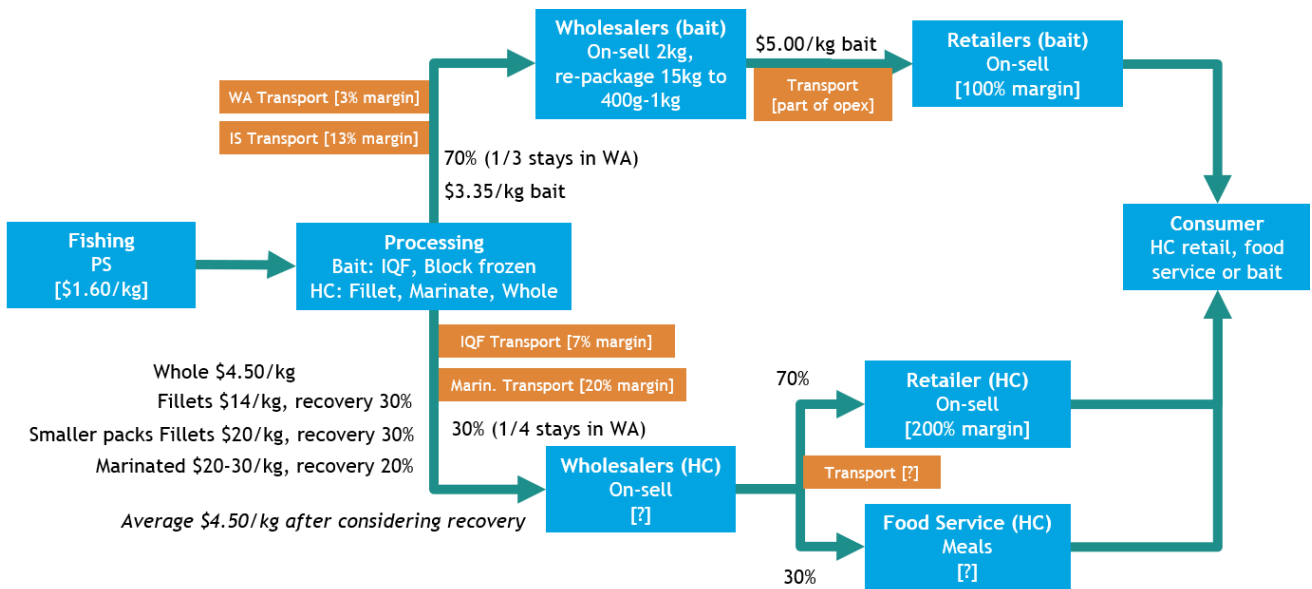 Wholesalers (bait)
On-sell 2kg,
re-package 15kg to
400g-1kg
$5.00/kg bait
Transport
[part of opex]
Retailers (bait)
On-sell
[100% margin]
WA Transport [3% margin]
IS Transport [13% margin]
70% (1/3 stays in WA)
$3.35/kg bait
Fishing
PS
[$1.60/kg]
Processing
Bait: IQF, Block frozen
HC: Fillet, Marinate, Whole
Consumer
HC retail, food
service or bait
IQF Transport [7% margin]
Marin. Transport [20% margin]
Whole $4.50/kg
Fillets $14/kg, recovery 30%
Smaller packs Fillets $20/kg, recovery 30%
Marinated $20-30/kg, recovery 20%
30% (1/4 stays in WA)
Average $4.50/kg after considering recovery
Wholesalers (HC)
On-sell
[?]
70%
Retailer (HC)
On-sell
[200% margin]
Transport [?]
Food Service (HC)
Meals
[?]
30%